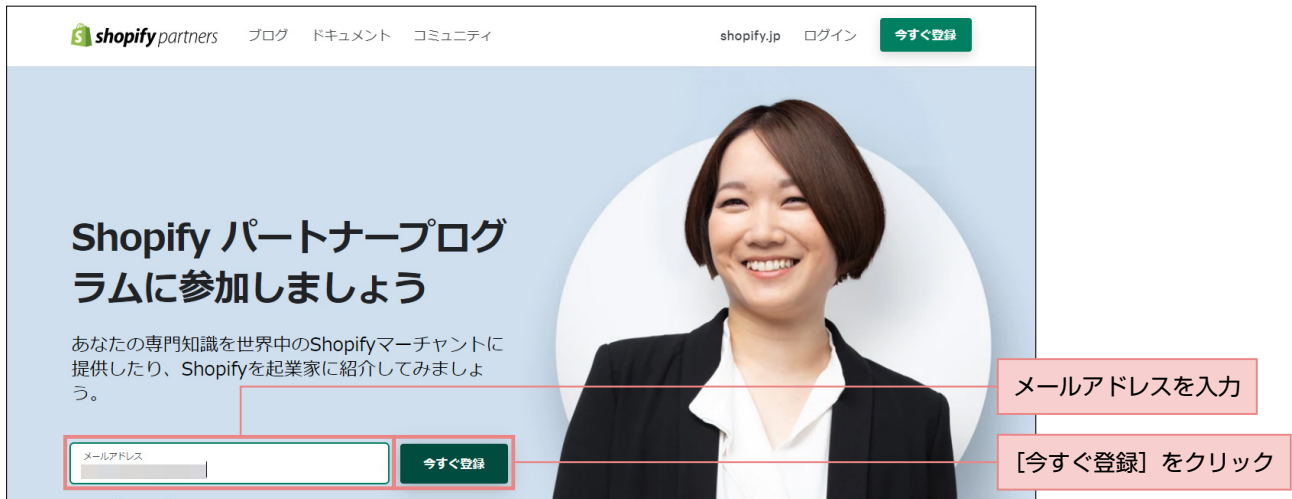 shopify partners ブログ ドキュメント コミュニティ shopify.jp ログイン 今すぐ登録
Shopify パートナープログ
ラムに参加しましょう
あなたの専門知識を世界中のShopifyマーチャントに
提供したり、Shopifyを起業家に紹介してみましょ
う。
メールアドレスを入力
メールアドレス
今すぐ登録
［今すぐ登録］をクリック